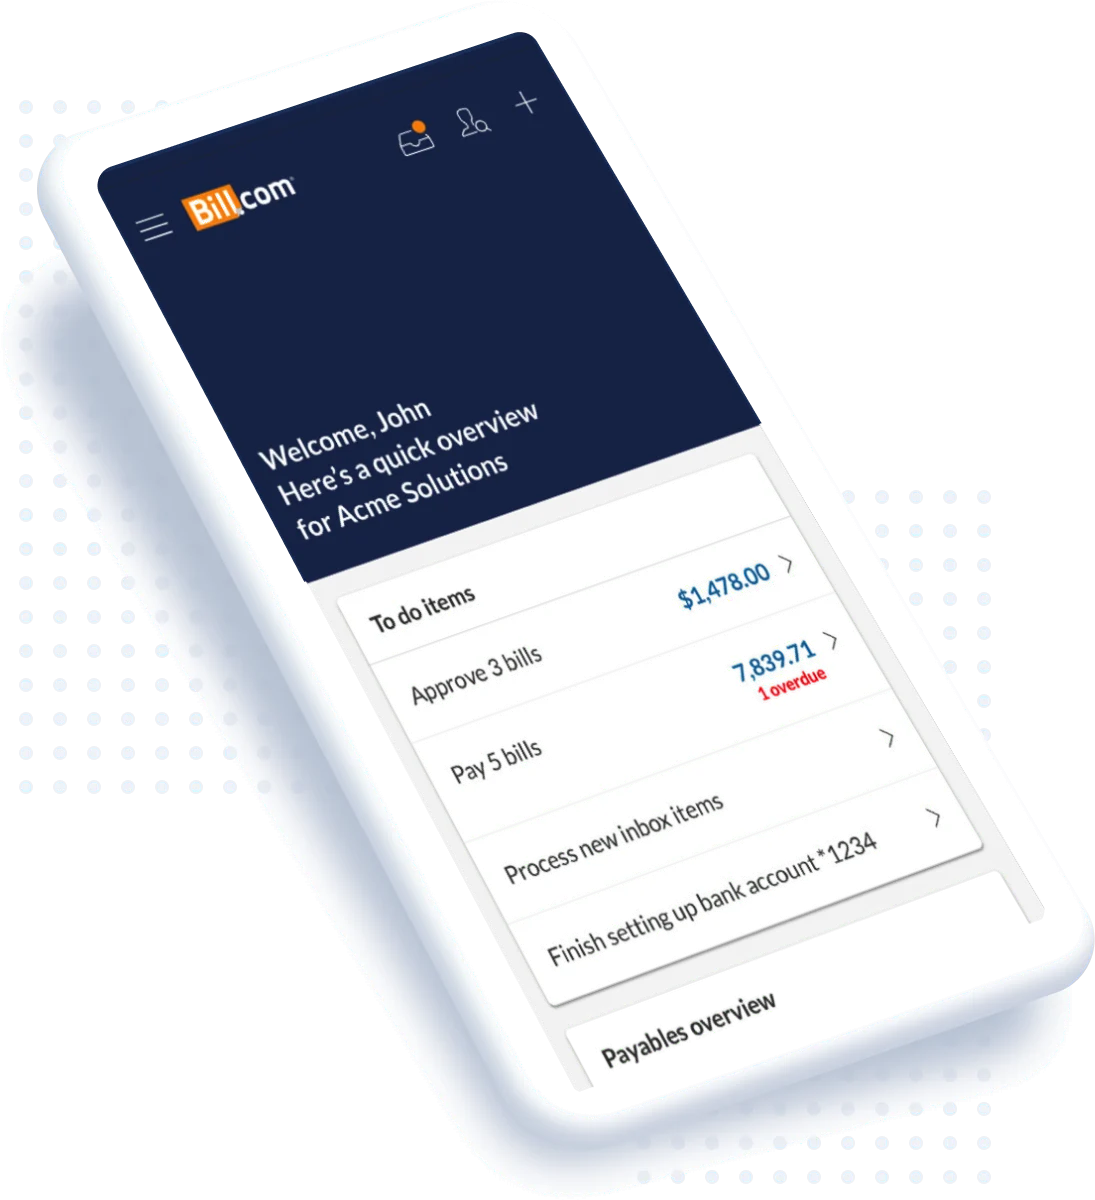 Bill.com
Welcome, John
Here's a quick overview
for Acme Solutions
To do items
Approve 3 bills $1,478.00
Pay 5 bills 7,839.71
1 overdue
Process new inbox items
Finish setting up bank account *1234
Payables overview